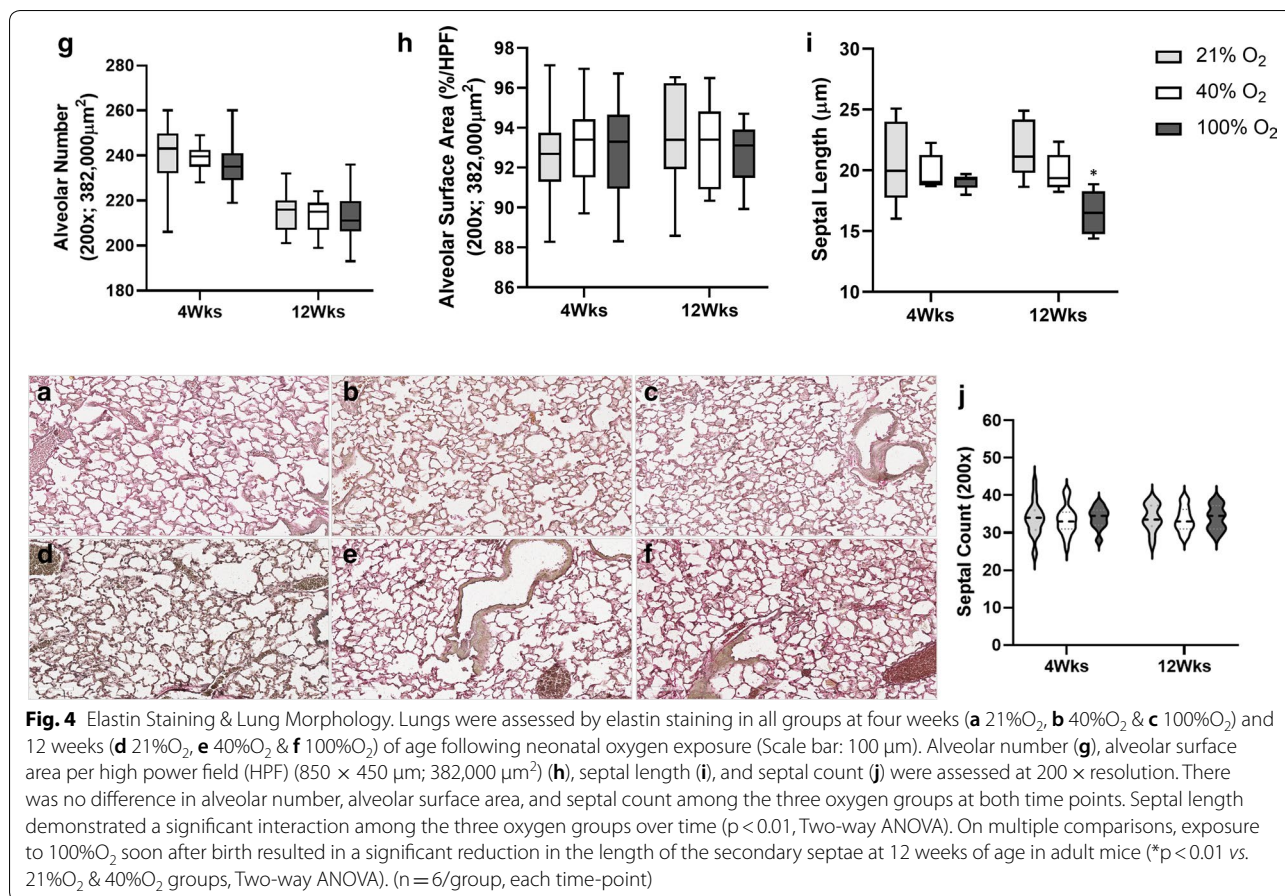 g
Alveolar Number
(200x; 382,000μm²)
280
260
240
220
200
180
4Wks
12Wks
h
Alveolar Surface Area (%/HPF)
(200x; 382,000μm²)
98
96
94
92
90
88
86
4Wks
12Wks
i
Septal Length (μm)
30
25
20
15
10
*
4Wks
12Wks
21% O₂
40% O₂
100% O₂
a
b
c
d
e
f
j
Septal Count (200x)
60
50
40
30
20
10
0
4Wks
12Wks
Fig. 4 Elastin Staining & Lung Morphology. Lungs were assessed by elastin staining in all groups at four weeks (a 21%O₂, b 40%O₂ & c 100%O₂) and
12 weeks (d 21%O₂, e 40%O₂ & f 100%O₂) of age following neonatal oxygen exposure (Scale bar: 100 μm). Alveolar number (g), alveolar surface
area per high power field (HPF) (850 × 450 μm; 382,000 μm²) (h), septal length (i), and septal count (j) were assessed at 200 × resolution. There
was no difference in alveolar number, alveolar surface area, and septal count among the three oxygen groups at both time points. Septal length
demonstrated a significant interaction among the three oxygen groups over time (p < 0.01, Two-way ANOVA). On multiple comparisons, exposure
to 100%O₂ soon after birth resulted in a significant reduction in the length of the secondary septae at 12 weeks of age in adult mice (*p < 0.01 vs.
21%O₂ & 40%O₂ groups, Two-way ANOVA). (n = 6/group, each time-point)